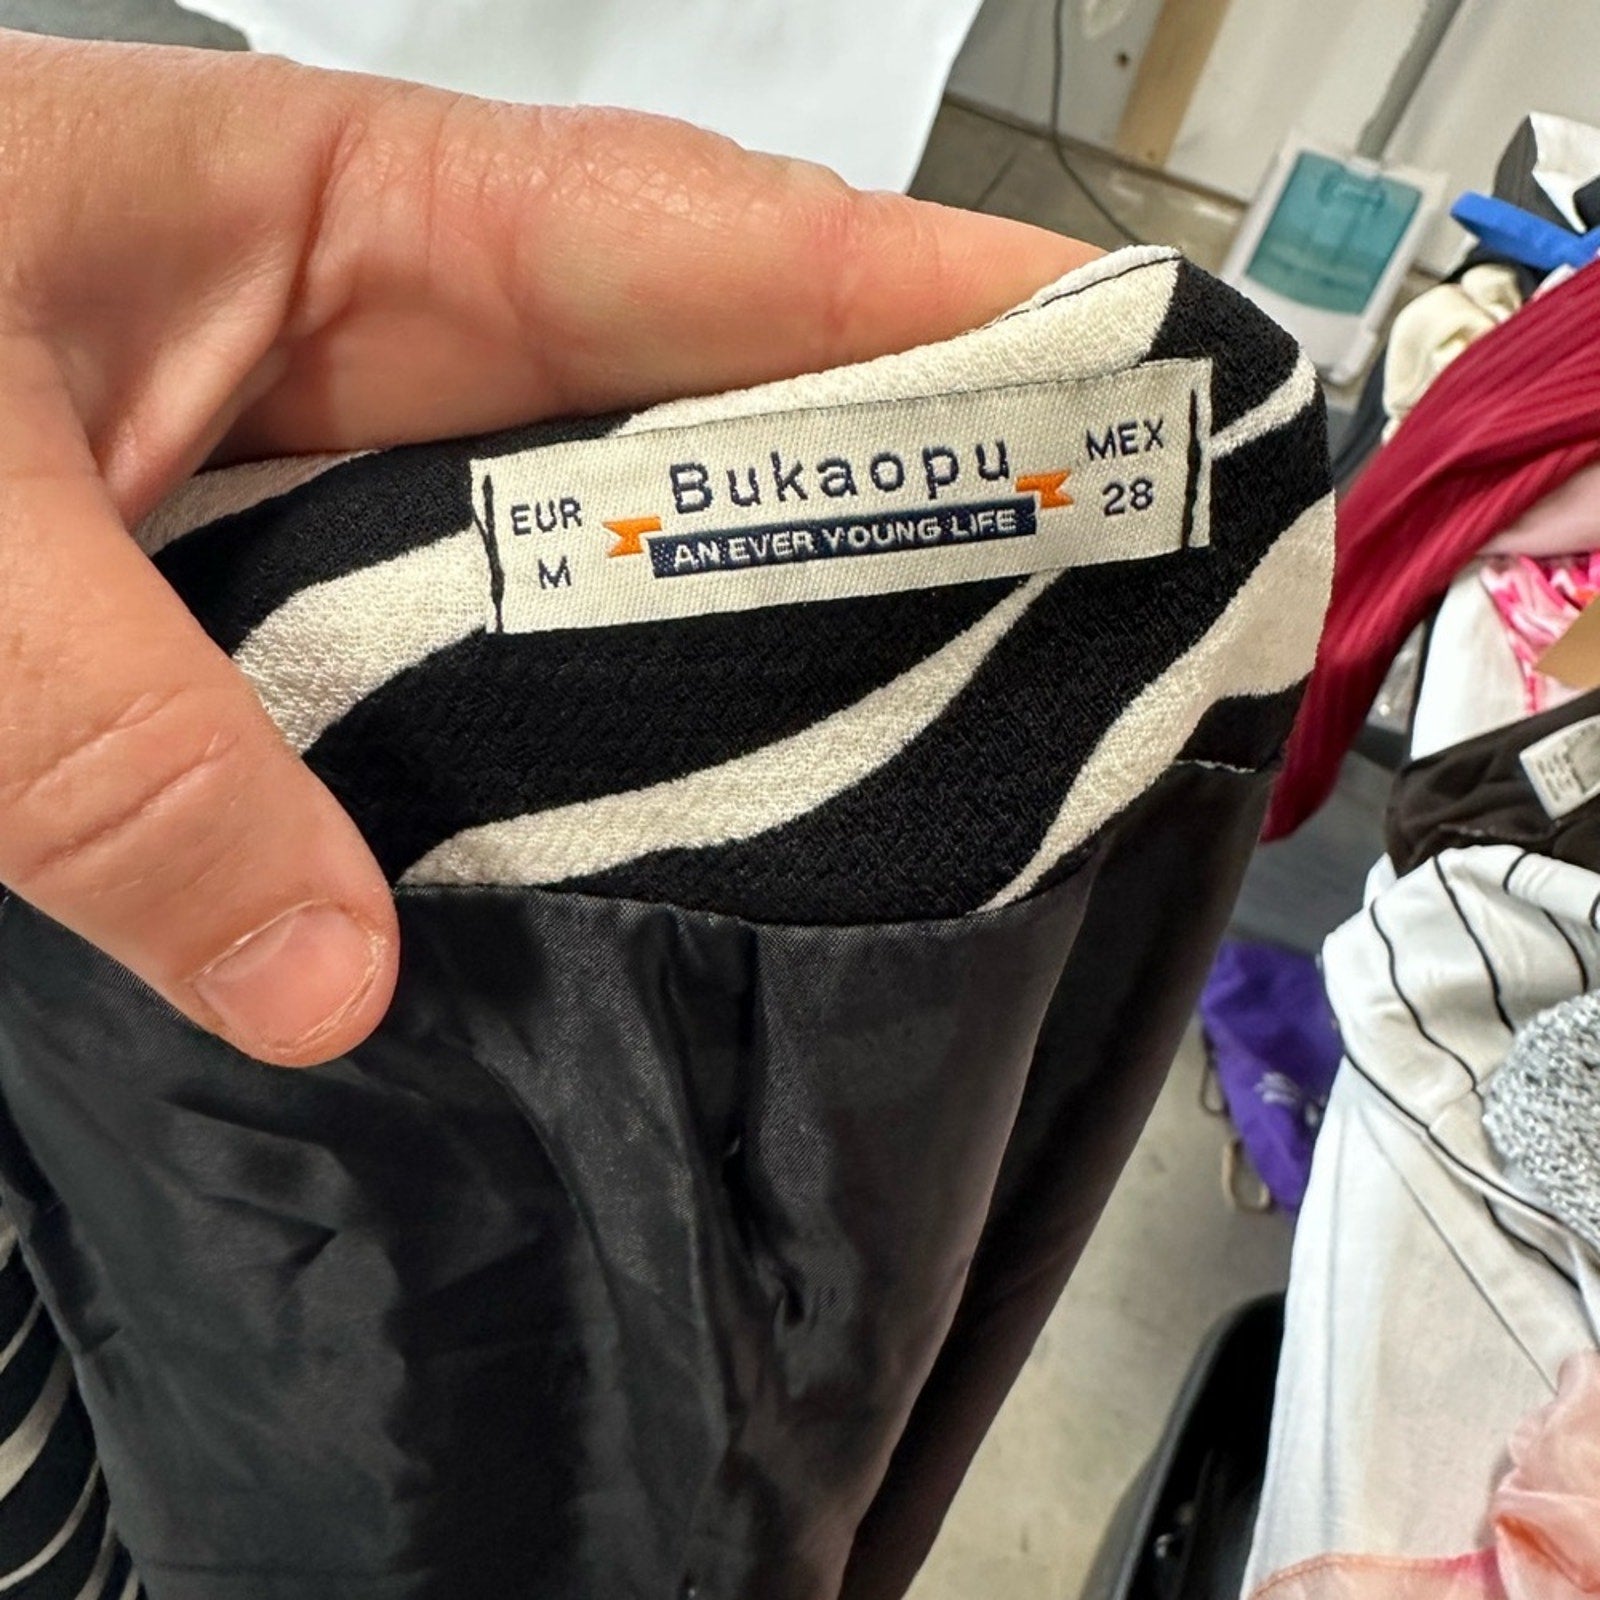 EUR
M
Bukaopu
AN EVER YOUNG LIFE
MEX
28